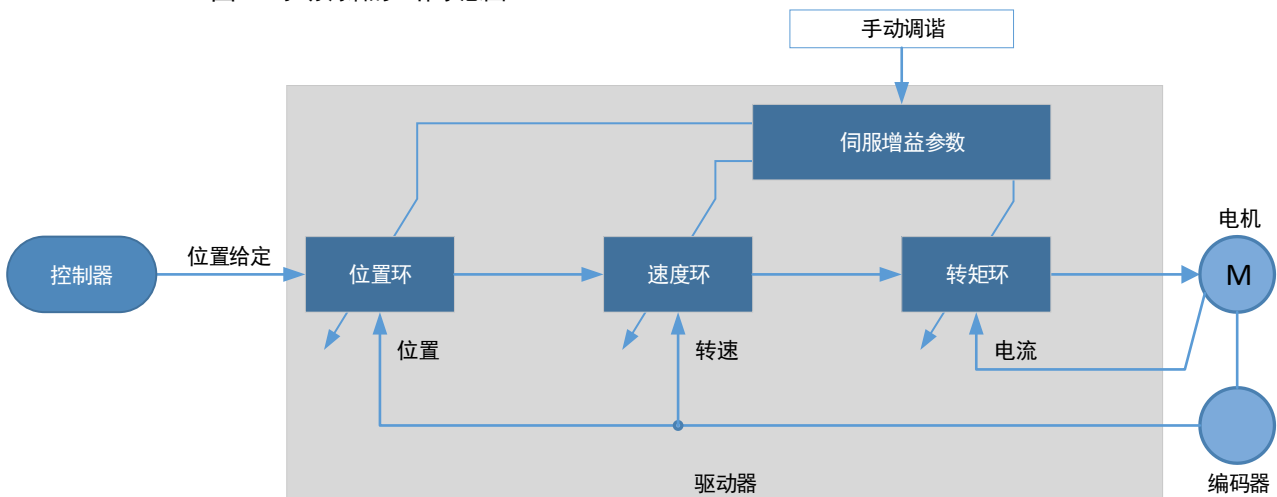 手动调谐
伺服增益参数
电机
控制器
位置给定
位置环
速度环
转矩环
M
位置
转速
电流
驱动器
编码器